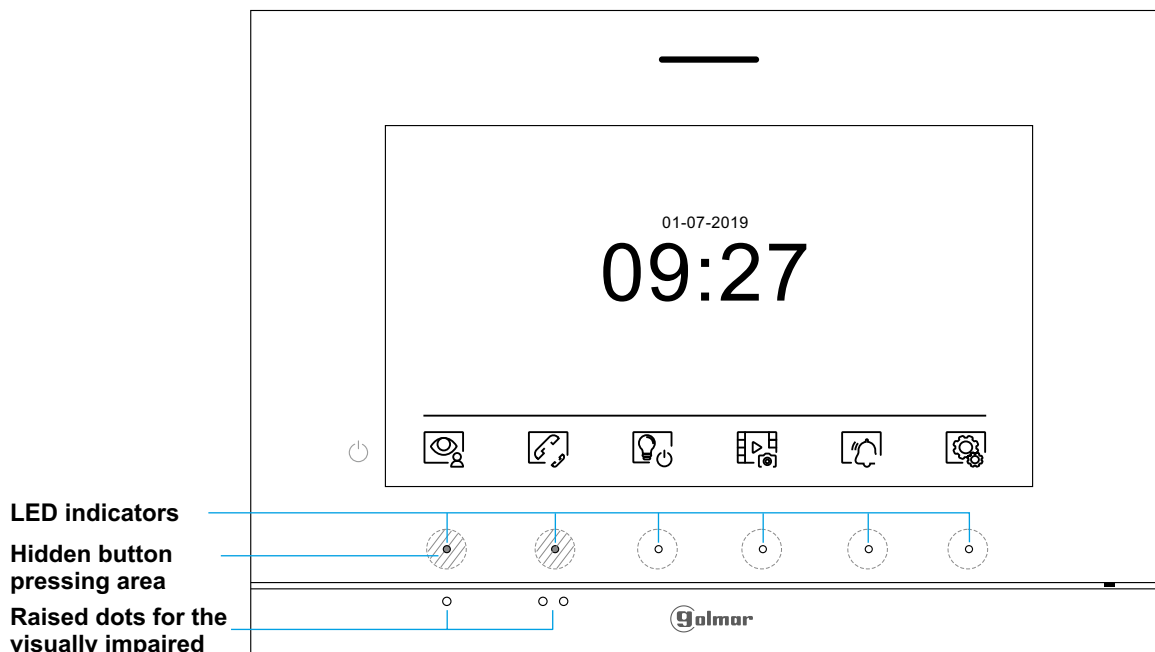 01-07-2019
09:27
LED indicators
Hidden button
pressing area
Raised dots for the
visually impaired
golmar